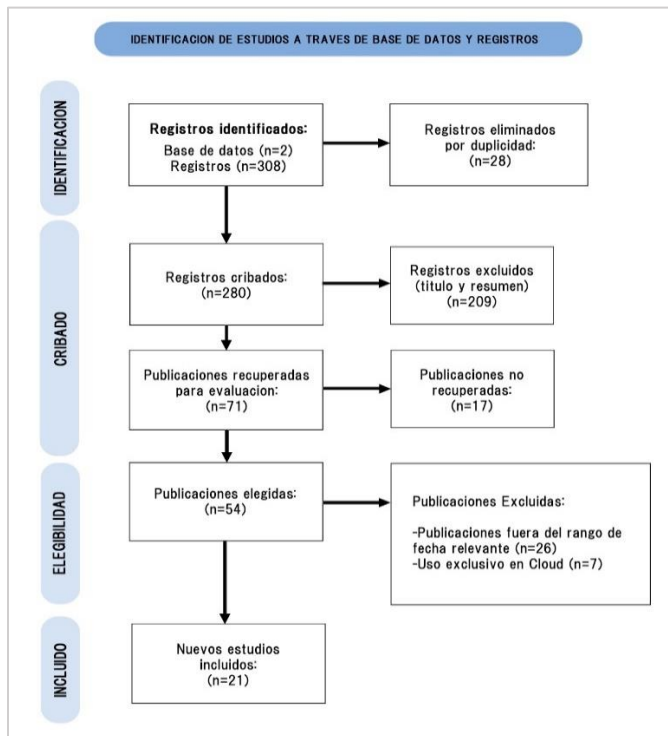 IDENTIFICACION DE ESTUDIOS A TRAVES DE BASE DE DATOS Y REGISTROS
IDENTIFICACION
Registros identificados:
Base de datos (n=2)
Registros (n=308)
Registros eliminados
por duplicidad:
(n=28)
CRIBADO
Registros cribados:
(n=280)
Registros excluidos
(titulo y resumen)
(n=209)
Publicaciones recuperadas
para evaluacion:
(n=71)
Publicaciones no
recuperadas:
(n=17)
ELEGIBILIDAD
Publicaciones elegidas:
(n=54)
Publicaciones Excluidas:
-Publicaciones fuera del rango de
fecha relevante (n=26)
-Uso exclusivo en Cloud (n=7)
INCLUIDO
Nuevos estudios
incluidos:
(n=21)